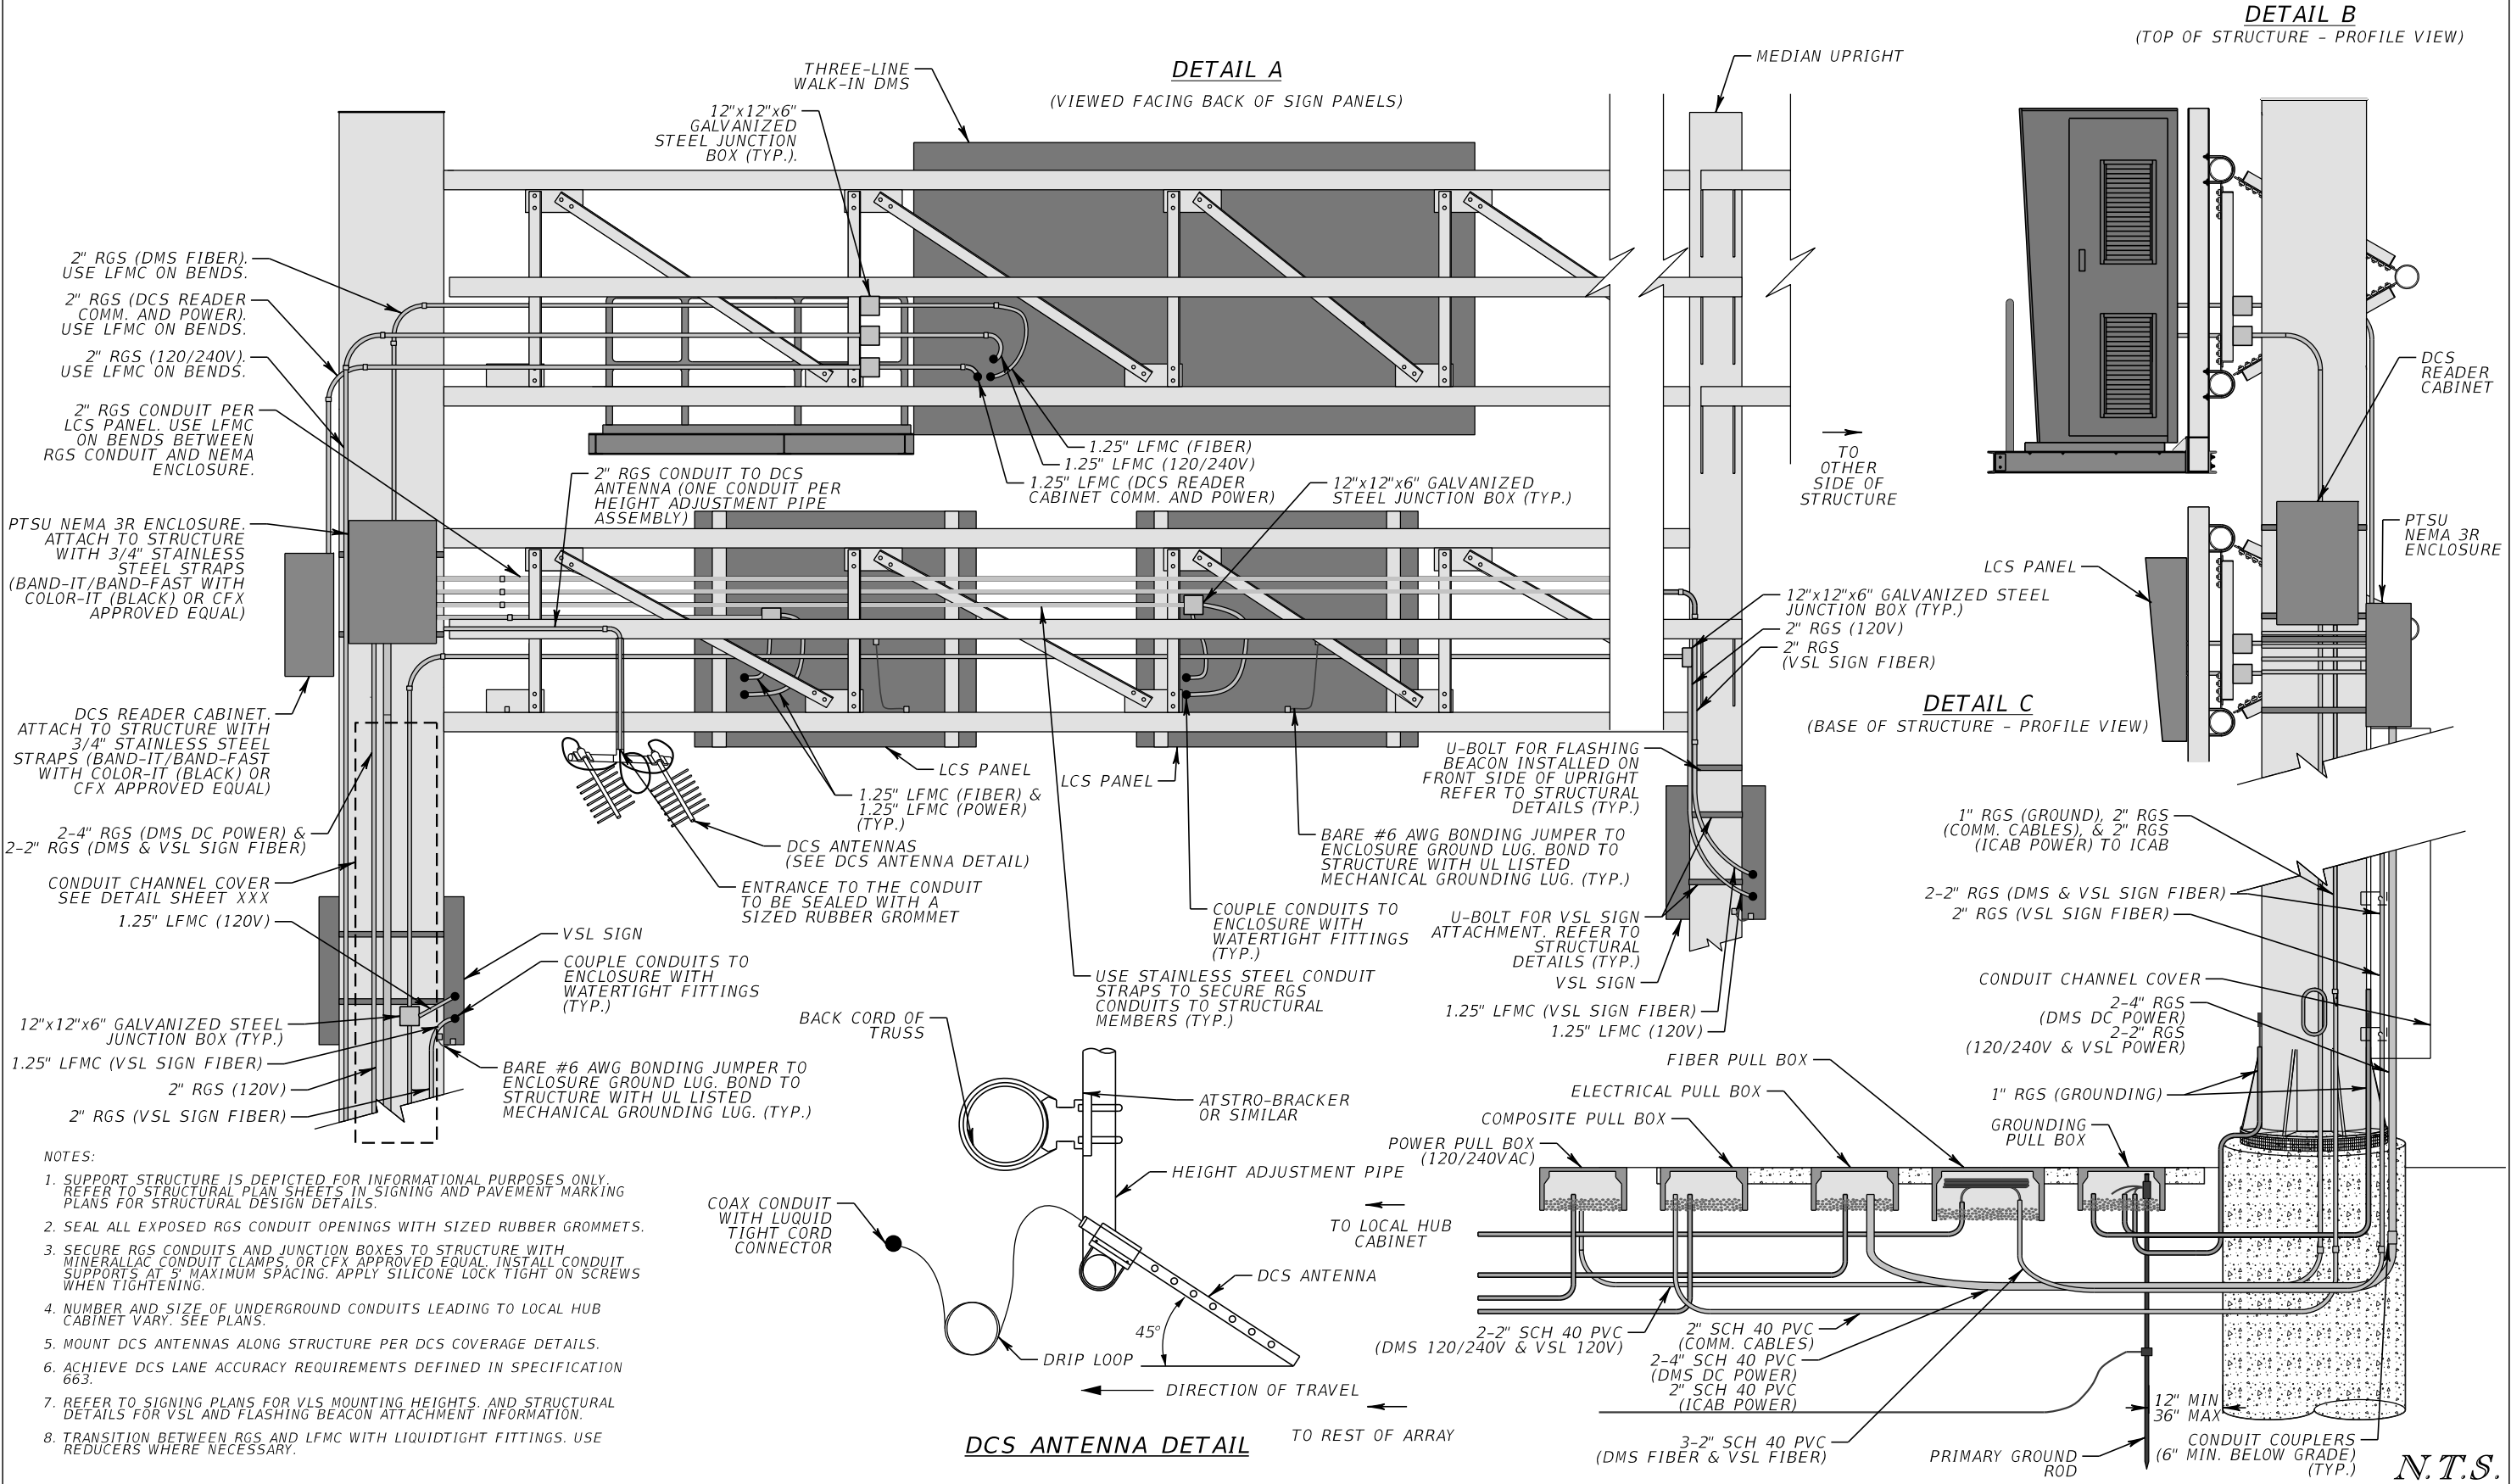 DETAIL B
(TOP OF STRUCTURE - PROFILE VIEW)
DETAIL A
(VIEWED FACING BACK OF SIGN PANELS)
THREE-LINE
WALK-IN DMS
12"x12"x6"
GALVANIZED
STEEL JUNCTION
BOX (TYP.).
MEDIAN UPRIGHT
2" RGS (DMS FIBER).
USE LFMC ON BENDS.
2" RGS (DCS READER
COMM. AND POWER).
USE LFMC ON BENDS.
2" RGS (120/240V).
USE LFMC ON BENDS.
2" RGS CONDUIT PER
LCS PANEL. USE LFMC
ON BENDS BETWEEN
RGS CONDUIT AND NEMA
ENCLOSURE.
PTSU NEMA 3R ENCLOSURE.
ATTACH TO STRUCTURE
WITH 3/4" STAINLESS
STEEL STRAPS
(BAND-IT/BAND-FAST WITH
COLOR-IT (BLACK) OR CFX
APPROVED EQUAL)
DCS READER CABINET.
ATTACH TO STRUCTURE WITH
3/4" STAINLESS STEEL
STRAPS (BAND-IT/BAND-FAST
WITH COLOR-IT (BLACK) OR
CFX APPROVED EQUAL)
2-4" RGS (DMS DC POWER) &
2-2" RGS (DMS & VSL SIGN FIBER)
CONDUIT CHANNEL COVER
SEE DETAIL SHEET XXX
1.25" LFMC (120V)
12"x12"x6" GALVANIZED STEEL
JUNCTION BOX (TYP.)
1.25" LFMC (VSL SIGN FIBER)
2" RGS (120V)
2" RGS (VSL SIGN FIBER)
1.25" LFMC (FIBER)
1.25" LFMC (120/240V)
1.25" LFMC (DCS READER
CABINET COMM. AND POWER)
2" RGS CONDUIT TO DCS
ANTENNA (ONE CONDUIT PER
HEIGHT ADJUSTMENT PIPE
ASSEMBLY)
12"x12"x6" GALVANIZED
STEEL JUNCTION BOX (TYP.)
TO
OTHER
SIDE OF
STRUCTURE
DCS
READER
CABINET
PTSU
NEMA 3R
ENCLOSURE
LCS PANEL
12"x12"x6" GALVANIZED STEEL
JUNCTION BOX (TYP.)
2" RGS (120V)
2" RGS
(VSL SIGN FIBER)
DETAIL C
(BASE OF STRUCTURE - PROFILE VIEW)
LCS PANEL
LCS PANEL
1.25" LFMC (FIBER) &
1.25" LFMC (POWER)
(TYP.)
DCS ANTENNAS
(SEE DCS ANTENNA DETAIL)
ENTRANCE TO THE CONDUIT
TO BE SEALED WITH A
SIZED RUBBER GROMMET
VSL SIGN
COUPLE CONDUITS TO
ENCLOSURE WITH
WATERTIGHT FITTINGS
(TYP.)
BARE #6 AWG BONDING JUMPER TO
ENCLOSURE GROUND LUG. BOND TO
STRUCTURE WITH UL LISTED
MECHANICAL GROUNDING LUG. (TYP.)
U-BOLT FOR FLASHING
BEACON INSTALLED ON
FRONT SIDE OF UPRIGHT
REFER TO STRUCTURAL
DETAILS (TYP.)
BARE #6 AWG BONDING JUMPER TO
ENCLOSURE GROUND LUG. BOND TO
STRUCTURE WITH UL LISTED
MECHANICAL GROUNDING LUG. (TYP.)
COUPLE CONDUITS TO
ENCLOSURE WITH
WATERTIGHT FITTINGS
(TYP.)
U-BOLT FOR VSL SIGN
ATTACHMENT. REFER TO
STRUCTURAL
DETAILS (TYP.)
VSL SIGN
USE STAINLESS STEEL CONDUIT
STRAPS TO SECURE RGS
CONDUITS TO STRUCTURAL
MEMBERS (TYP.)
1.25" LFMC (VSL SIGN FIBER)
1.25" LFMC (120V)
1" RGS (GROUND), 2" RGS
(COMM. CABLES), & 2" RGS
(ICAB POWER) TO ICAB
2-2" RGS (DMS & VSL SIGN FIBER)
2" RGS (VSL SIGN FIBER)
CONDUIT CHANNEL COVER
2-4" RGS
(DMS DC POWER)
2-2" RGS
(120/240V & VSL POWER)
1" RGS (GROUNDING)
GROUNDING
PULL BOX
FIBER PULL BOX
ELECTRICAL PULL BOX
COMPOSITE PULL BOX
POWER PULL BOX
(120/240VAC)
TO LOCAL HUB
CABINET
2-2" SCH 40 PVC
(DMS 120/240V & VSL 120V)
2" SCH 40 PVC
(COMM. CABLES)
2-4" SCH 40 PVC
(DMS DC POWER)
2" SCH 40 PVC
(ICAB POWER)
3-2" SCH 40 PVC
(DMS FIBER & VSL FIBER)
12" MIN
36" MAX
PRIMARY GROUND
ROD
CONDUIT COUPLERS
(6" MIN. BELOW GRADE)
(TYP.)
TO REST OF ARRAY
BACK CORD OF
TRUSS
ATSTRO-BRACKER
OR SIMILAR
HEIGHT ADJUSTMENT PIPE
COAX CONDUIT
WITH LUQUID
TIGHT CORD
CONNECTOR
DCS ANTENNA
45°
DRIP LOOP
DIRECTION OF TRAVEL
DCS ANTENNA DETAIL
NOTES:
1. SUPPORT STRUCTURE IS DEPICTED FOR INFORMATIONAL PURPOSES ONLY.
REFER TO STRUCTURAL PLAN SHEETS IN SIGNING AND PAVEMENT MARKING
PLANS FOR STRUCTURAL DESIGN DETAILS.
2. SEAL ALL EXPOSED RGS CONDUIT OPENINGS WITH SIZED RUBBER GROMMETS.
3. SECURE RGS CONDUITS AND JUNCTION BOXES TO STRUCTURE WITH
MINERALLAC CONDUIT CLAMPS, OR CFX APPROVED EQUAL. INSTALL CONDUIT
SUPPORTS AT 5' MAXIMUM SPACING. APPLY SILICONE LOCK TIGHT ON SCREWS
WHEN TIGHTENING.
4. NUMBER AND SIZE OF UNDERGROUND CONDUITS LEADING TO LOCAL HUB
CABINET VARY. SEE PLANS.
5. MOUNT DCS ANTENNAS ALONG STRUCTURE PER DCS COVERAGE DETAILS.
6. ACHIEVE DCS LANE ACCURACY REQUIREMENTS DEFINED IN SPECIFICATION
663.
7. REFER TO SIGNING PLANS FOR VLS MOUNTING HEIGHTS. AND STRUCTURAL
DETAILS FOR VSL AND FLASHING BEACON ATTACHMENT INFORMATION.
8. TRANSITION BETWEEN RGS AND LFMC WITH LIQUIDTIGHT FITTINGS. USE
REDUCERS WHERE NECESSARY.
N.T.S.